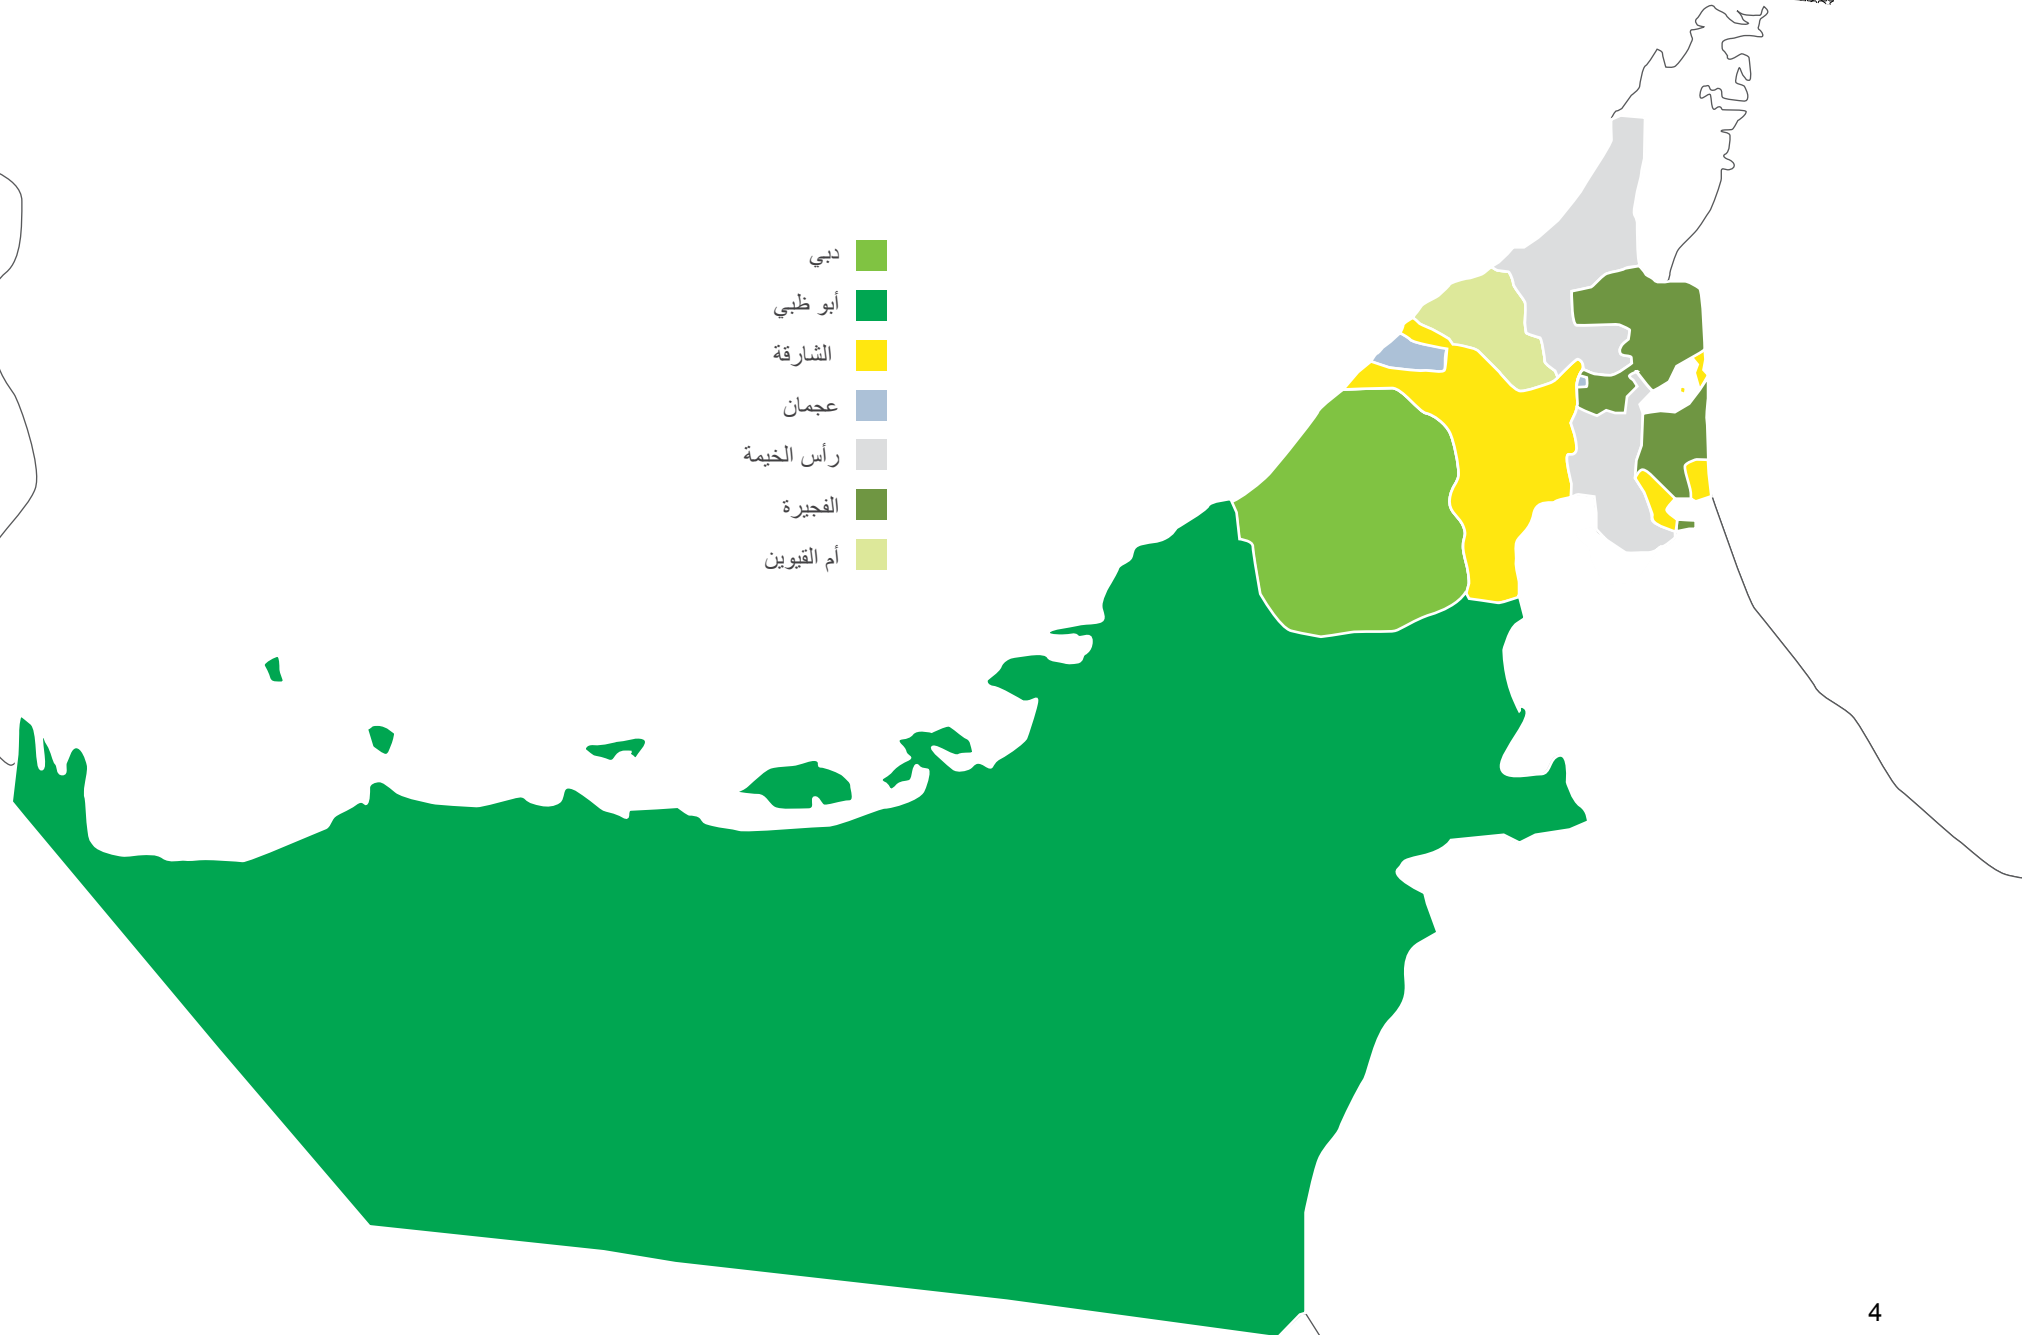 دبي
أبو ظبي
الشارقة
عجمان
رأس الخيمة
الفجيرة
أم القيوين
4